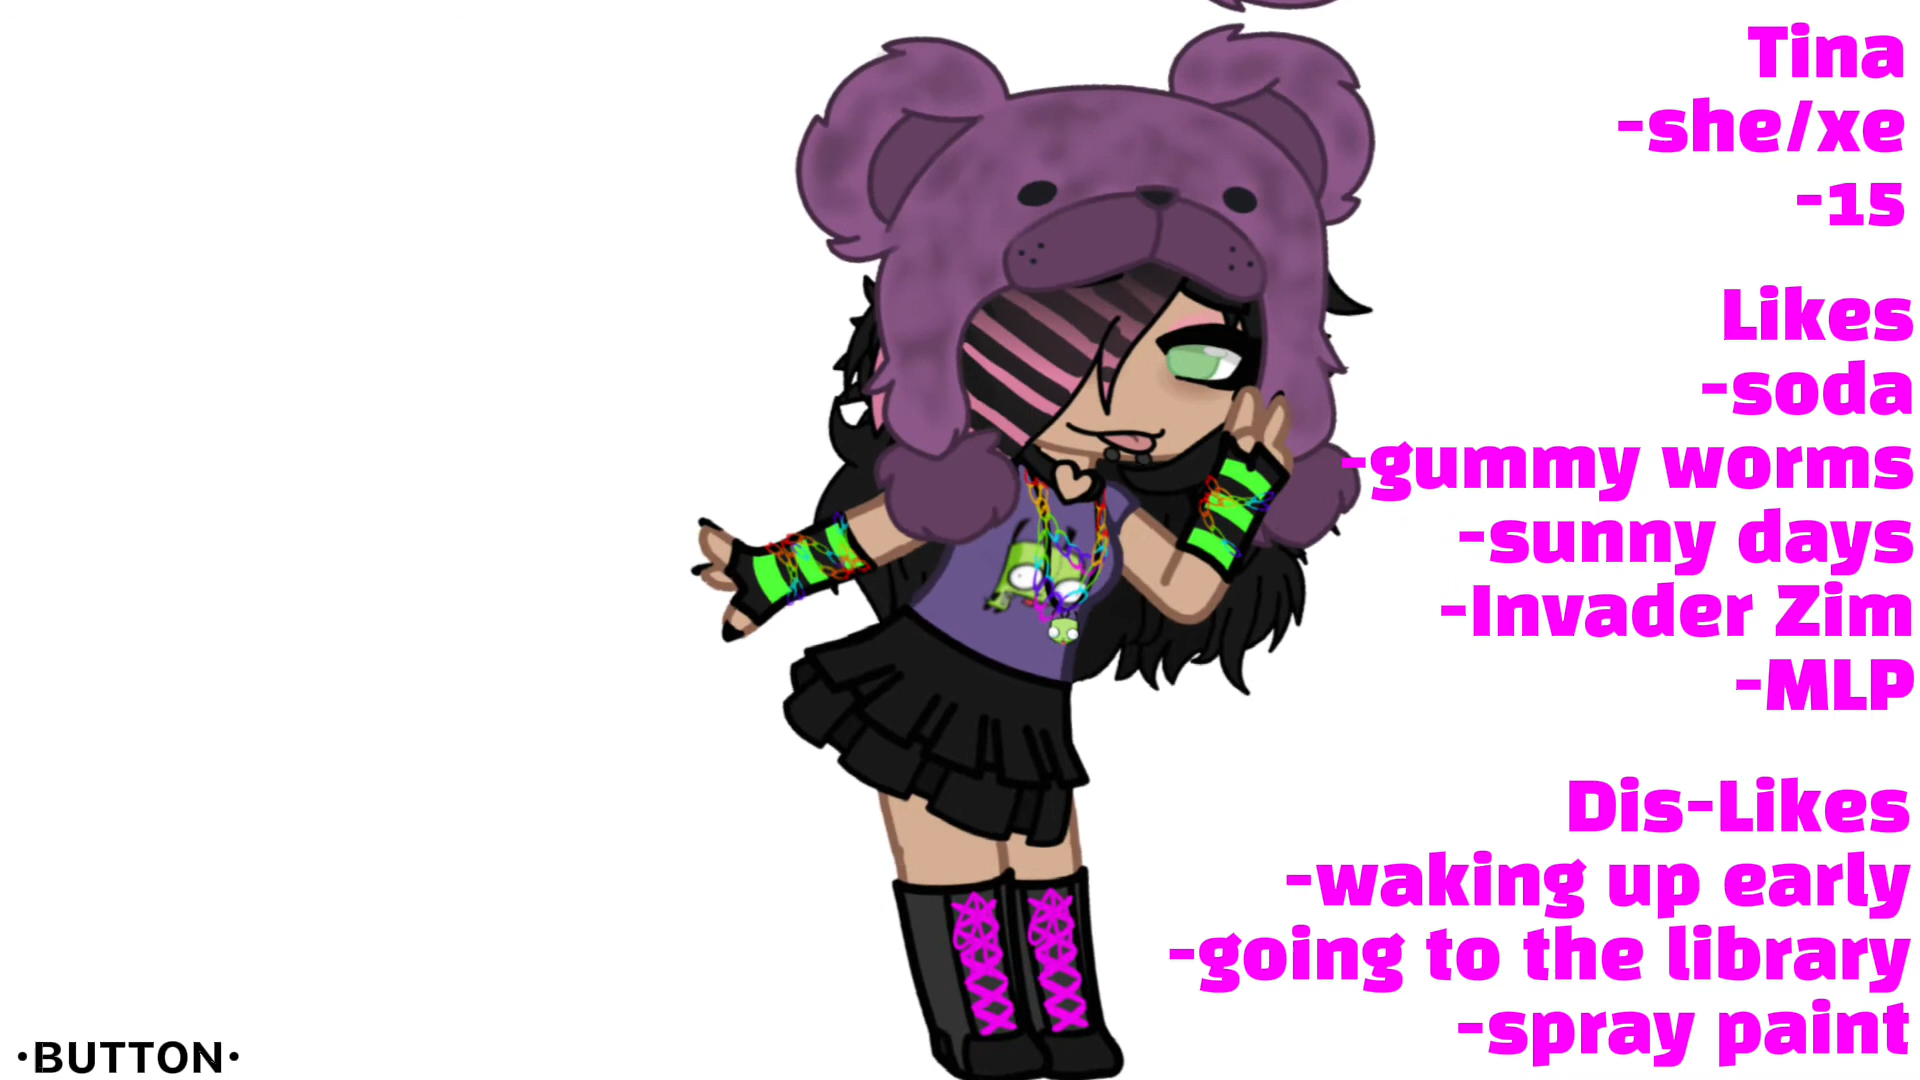 Tina
-she/xe
-15
Likes
-soda
-gummy worms
-sunny days
-Invader Zim
-MLP
Dis-Likes
-waking up early
-going to the library
-spray paint
•BUTTON•